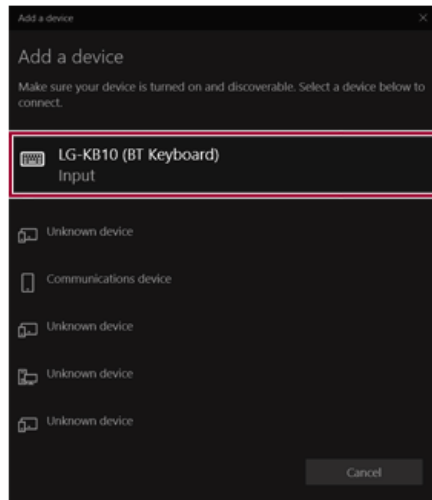 Add a device
Add a device
Make sure your device is turned on and discoverable. Select a device below to
connect.
LG-KB10 (BT Keyboard)
Input
Unknown device
Communications device
Unknown device
Unknown device
Unknown device
Cancel